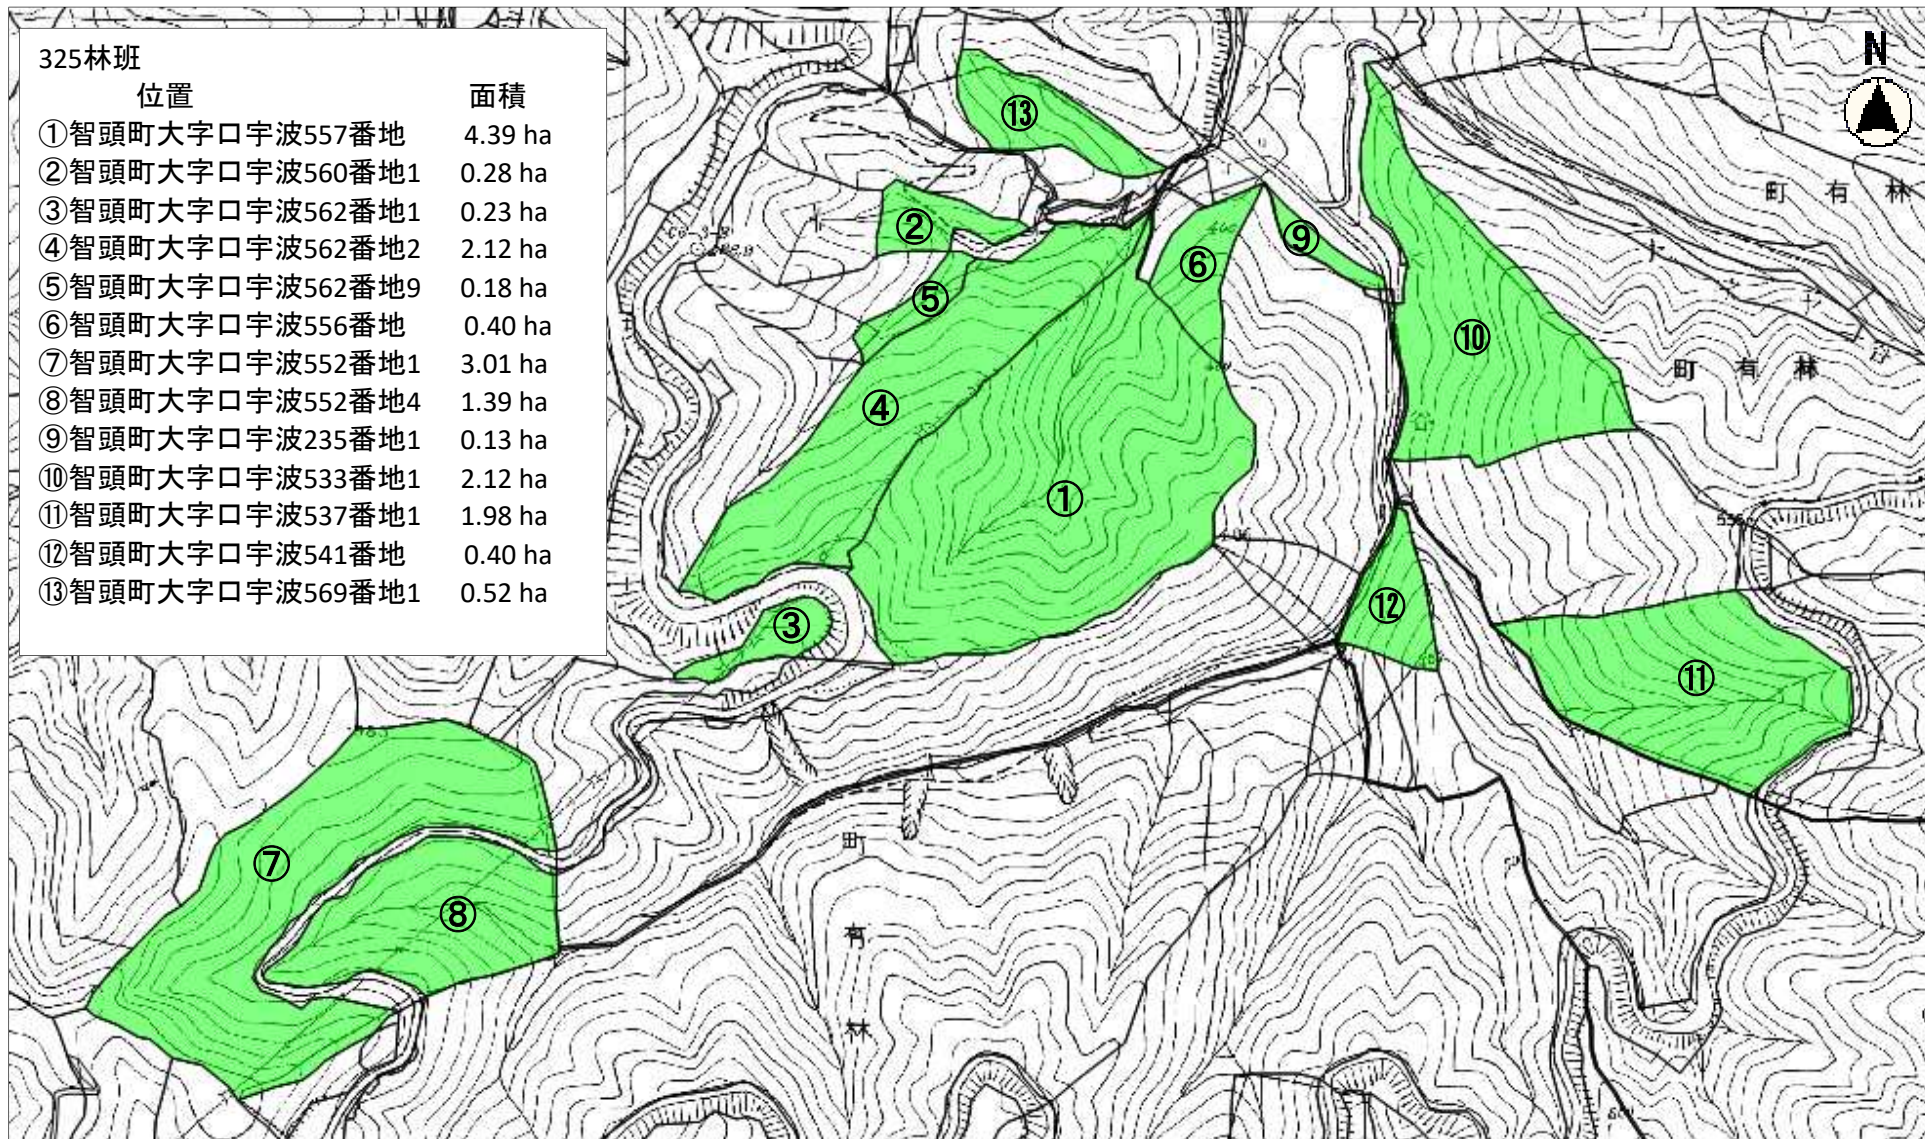 325林班
位置 面積
①智頭町大字口宇波557番地 4.39 ha
②智頭町大字口宇波560番地1 0.28 ha
③智頭町大字口宇波562番地1 0.23 ha
④智頭町大字口宇波562番地2 2.12 ha
⑤智頭町大字口宇波562番地9 0.18 ha
⑥智頭町大字口宇波556番地 0.40 ha
⑦智頭町大字口宇波552番地1 3.01 ha
⑧智頭町大字口宇波552番地4 1.39 ha
⑨智頭町大字口宇波235番地1 0.13 ha
⑩智頭町大字口宇波533番地1 2.12 ha
⑪智頭町大字口宇波537番地1 1.98 ha
⑫智頭町大字口宇波541番地 0.40 ha
⑬智頭町大字口宇波569番地1 0.52 ha
N
⑬
町有林
②
⑨
⑥
⑤
⑩
町有林
④
①
⑫
③
⑪
⑦
⑧
町有林